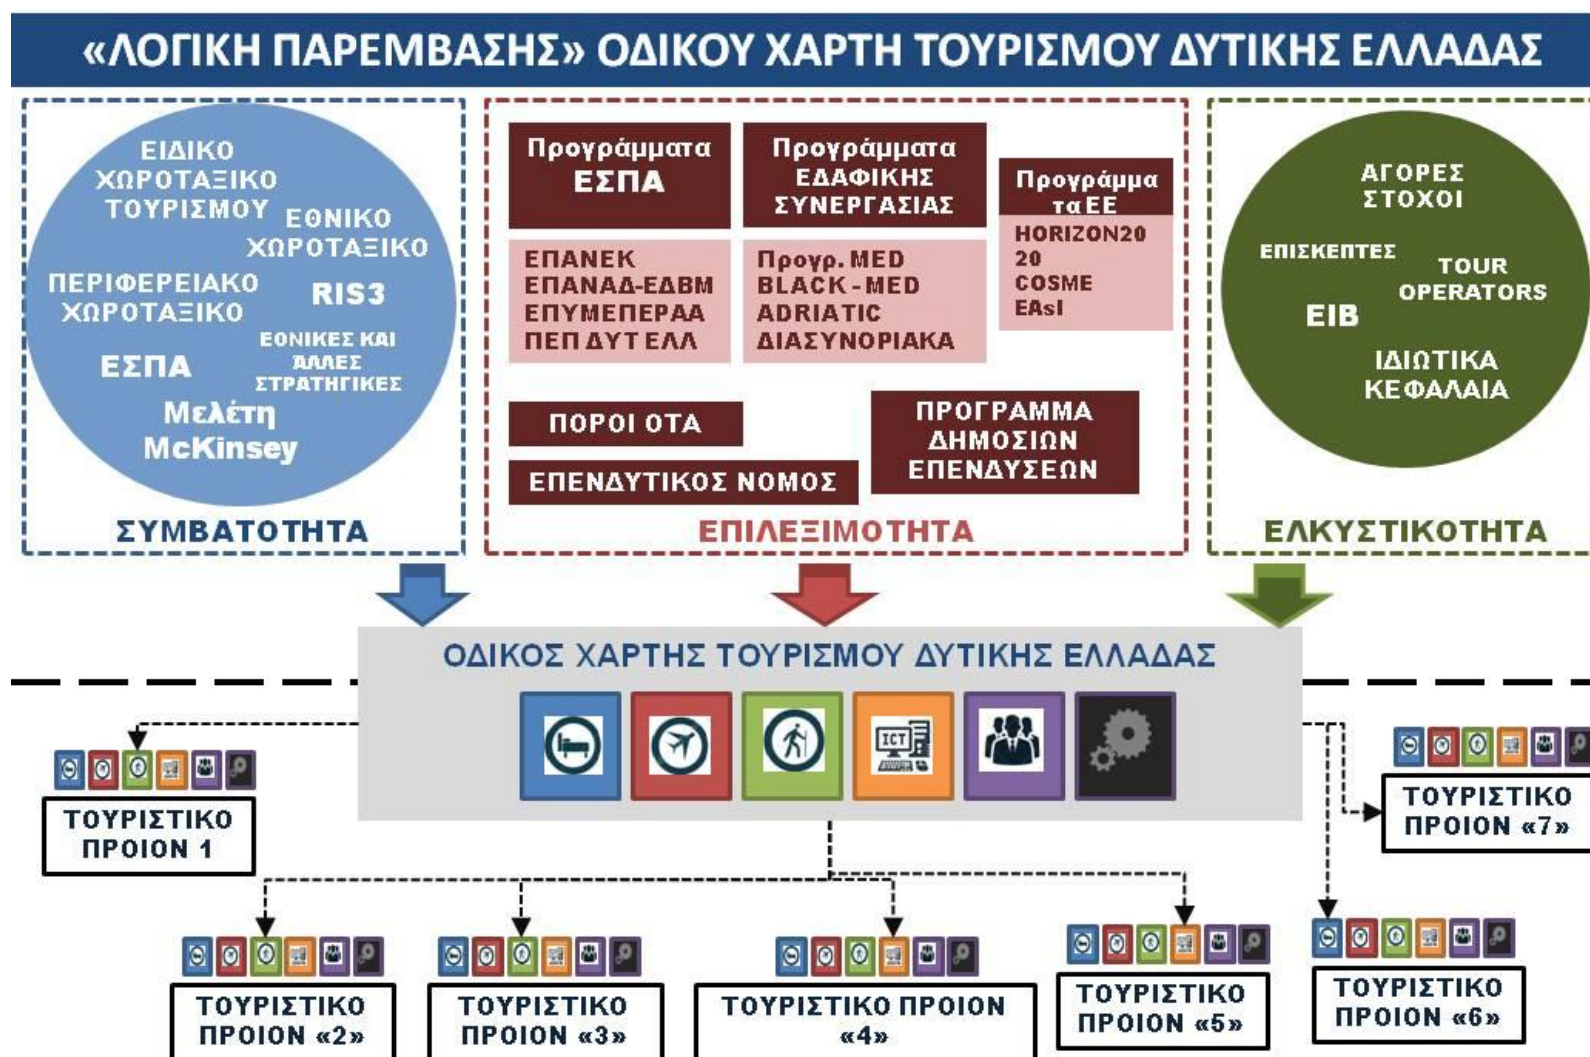 «ΛΟΓΙΚΗ ΠΑΡΕΜΒΑΣΗΣ» ΟΔΙΚΟΥ ΧΑΡΤΗ ΤΟΥΡΙΣΜΟΥ ΔΥΤΙΚΗΣ ΕΛΛΑΔΑΣ
ΕΙΔΙΚΟ
ΧΩΡΟΤΑΞΙΚΟ
ΤΟΥΡΙΣΜΟΥ
ΕΘΝΙΚΟ
ΧΩΡΟΤΑΞΙΚΟ
ΠΕΡΙΦΕΡΕΙΑΚΟ
ΧΩΡΟΤΑΞΙΚΟ
RIS3
ΕΘΝΙΚΕΣ ΚΑΙ
ΆΛΛΕΣ
ΣΤΡΑΤΗΓΙΚΕΣ
ΕΣΠΑ
Μελέτη
McKinsey
ΣΥΜΒΑΤΟΤΗΤΑ
Προγράμματα
ΕΣΠΑ
ΕΠΑΝΕΚ
ΕΠΑΝΑΔ-ΕΔΒΜ
ΕΠΥΜΕΠΕΡΑΑ
ΠΕΠ ΔΥΤ ΕΛΛ
Προγράμματα
ΕΔΑΦΙΚΗΣ
ΣΥΝΕΡΓΑΣΙΑΣ
Προγρ. MED
BLACK - MED
ADRIATIC
ΔΙΑΣΥΝΟΡΙΑΚΑ
Προγράμμα
τα ΕΕ
HORIZON20
20
COSME
EAsI
ΠΟΡΟΙ ΟΤΑ
ΕΠΕΝΔΥΤΙΚΟΣ ΝΟΜΟΣ
ΠΡΟΓΡΑΜΜΑ
ΔΗΜΟΣΙΩΝ
ΕΠΕΝΔΥΣΕΩΝ
ΕΠΙΛΕΞΙΜΟΤΗΤΑ
ΑΓΟΡΕΣ
ΣΤΟΧΟΙ
ΕΠΙΣΚΕΠΤΕΣ
TOUR
OPERATORS
EIB
ΙΔΙΩΤΙΚΑ
ΚΕΦΑΛΑΙΑ
ΕΛΚΥΣΤΙΚΟΤΗΤΑ
ΟΔΙΚΟΣ ΧΑΡΤΗΣ ΤΟΥΡΙΣΜΟΥ ΔΥΤΙΚΗΣ ΕΛΛΑΔΑΣ
ICT
ΤΟΥΡΙΣΤΙΚΟ
ΠΡΟΙΟΝ 1
ΤΟΥΡΙΣΤΙΚΟ
ΠΡΟΙΟΝ «2»
ΤΟΥΡΙΣΤΙΚΟ
ΠΡΟΙΟΝ «3»
ΤΟΥΡΙΣΤΙΚΟ ΠΡΟΙΟΝ
«4»
ΤΟΥΡΙΣΤΙΚΟ
ΠΡΟΙΟΝ «5»
ΤΟΥΡΙΣΤΙΚΟ
ΠΡΟΙΟΝ «6»
ΤΟΥΡΙΣΤΙΚΟ
ΠΡΟΙΟΝ «7»